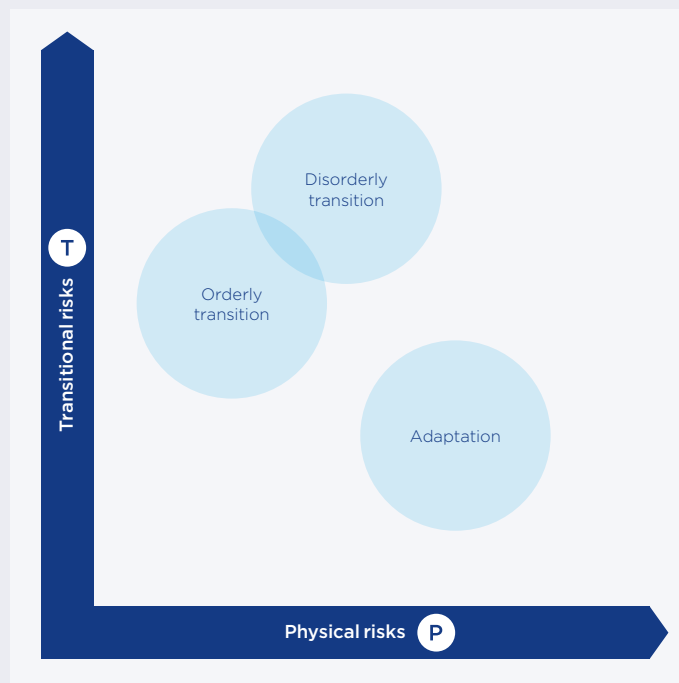 Disorderly
transition
T
Orderly
transition
Transitional risks
Adaptation
Physical risks
P